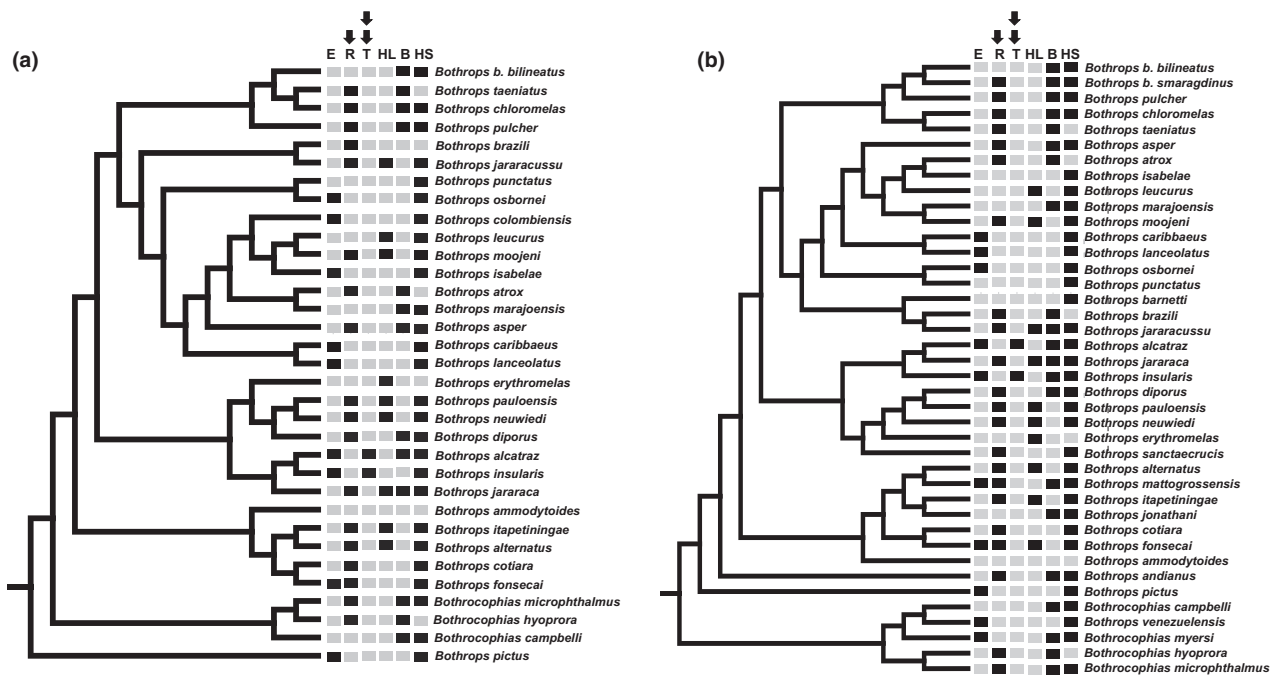 (a)
E R T HL B HS
Bothrops b. bilineatus
Bothrops taeniatus
Bothrops chloromelas
Bothrops pulcher
Bothrops brazili
Bothrops jararacussu
Bothrops punctatus
Bothrops osbornei
Bothrops colombiensis
Bothrops leucurus
Bothrops moojeni
Bothrops isabelae
Bothrops atrox
Bothrops marajoensis
Bothrops asper
Bothrops caribbaeus
Bothrops lanceolatus
Bothrops erythromelas
Bothrops pauloensis
Bothrops neuwiedi
Bothrops diporus
Bothrops alcatraz
Bothrops insularis
Bothrops jararaca
Bothrops ammodytoides
Bothrops itapetiningae
Bothrops alternatus
Bothrops cotiara
Bothrops fonsecai
Bothrocophias microphthalmus
Bothrocophias hyoprora
Bothrocophias campbelli
Bothrops pictus
(b)
E R T HL B HS
Bothrops b. bilineatus
Bothrops b. smaragdinus
Bothrops pulcher
Bothrops chloromelas
Bothrops taeniatus
Bothrops asper
Bothrops atrox
Bothrops isabelae
Bothrops leucurus
Bothrops marajoensis
Bothrops moojeni
Bothrops caribbaeus
Bothrops lanceolatus
Bothrops osbornei
Bothrops punctatus
Bothrops barnetti
Bothrops brazili
Bothrops jararacussu
Bothrops alcatraz
Bothrops jararaca
Bothrops insularis
Bothrops diporus
Bothrops pauloensis
Bothrops neuwiedi
Bothrops erythromelas
Bothrops sanctaecrucis
Bothrops alternatus
Bothrops mattogrossensis
Bothrops itapetiningae
Bothrops jonathani
Bothrops cotiara
Bothrops fonsecai
Bothrops ammodytoides
Bothrops andianus
Bothrops pictus
Bothrocophias campbelli
Bothrops venezuelensis
Bothrocophias myersi
Bothrocophias hyoprora
Bothrocophias microphthalmus